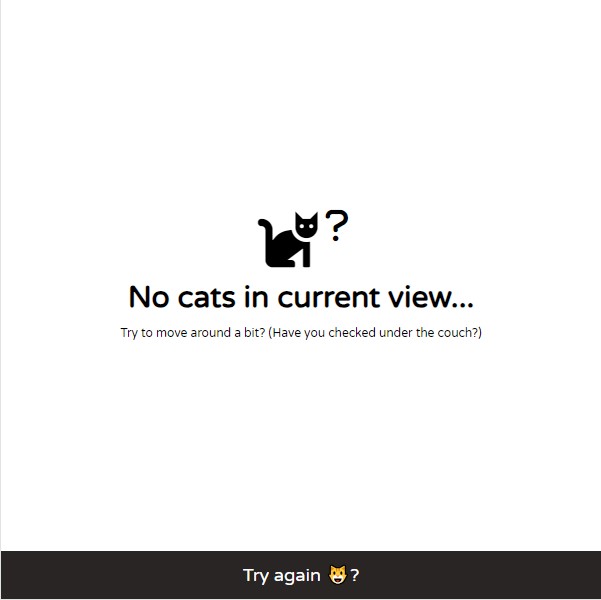 ?
No cats in current view...
Try to move around a bit? (Have you checked under the couch?)
Try again 😺?